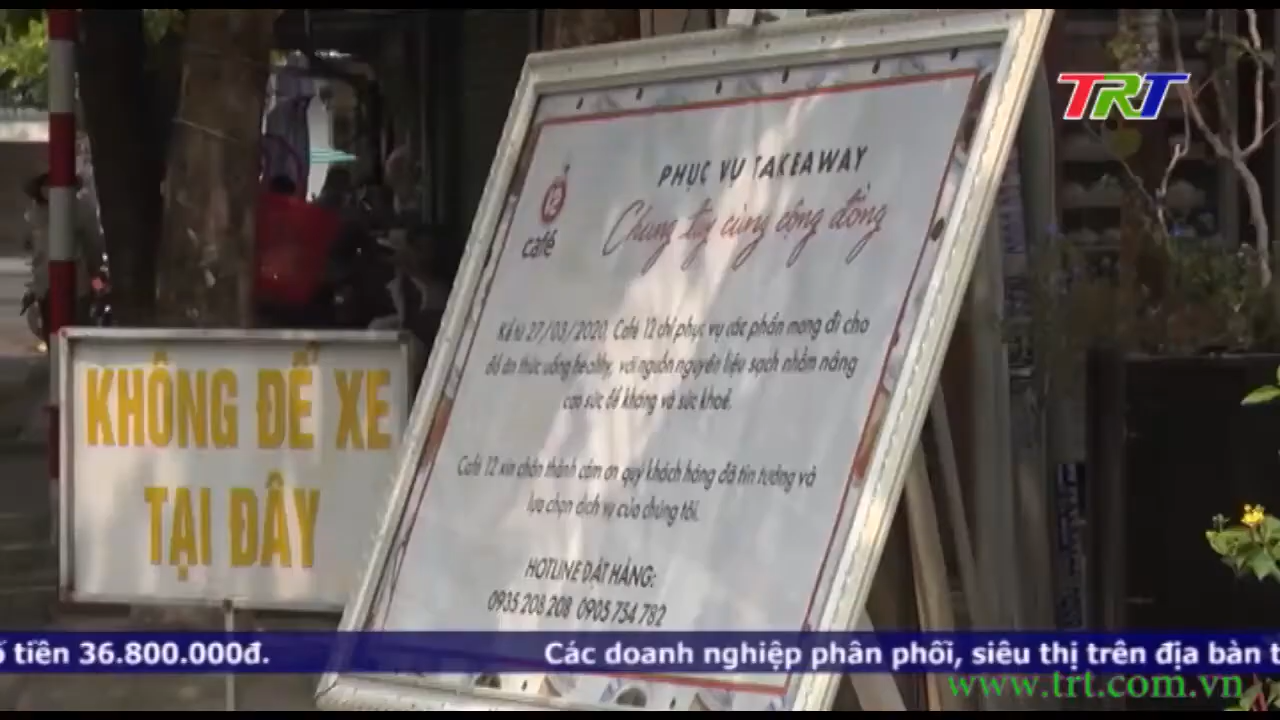 TRT
PHỤC VỤ TAKEAWAY
Chung tay cùng cộng đồng
12
café
Kể từ 27/03/2020, Café 12 chỉ phục vụ các phần mang đi cho
đồ ăn thức uống healthy, với nguồn nguyên liệu sạch nhằm nâng
cao sức đề kháng và sức khoẻ.
Café 12 xin chân thành cảm ơn quý khách hàng đã tin tưởng và
lựa chọn dịch vụ của chúng tôi.
HOTLINE ĐẶT HÀNG:
0935 208 208 0905 754 782
KHÔNG ĐỂ XE
TẠI ĐÂY
tiền 36.800.000đ. Các doanh nghiệp phân phối, siêu thị trên địa bàn
www.trt.com.vn